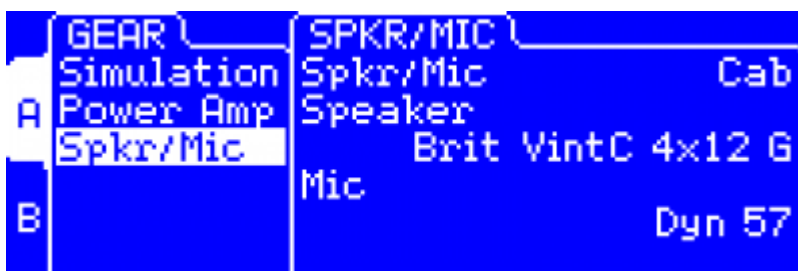 GEAR
SPKR/MIC
A
B
Simulation
Power Amp
Spkr/Mic
Spkr/Mic Cab
Speaker
Brit VintC 4x12 G
Mic
Dyn 57